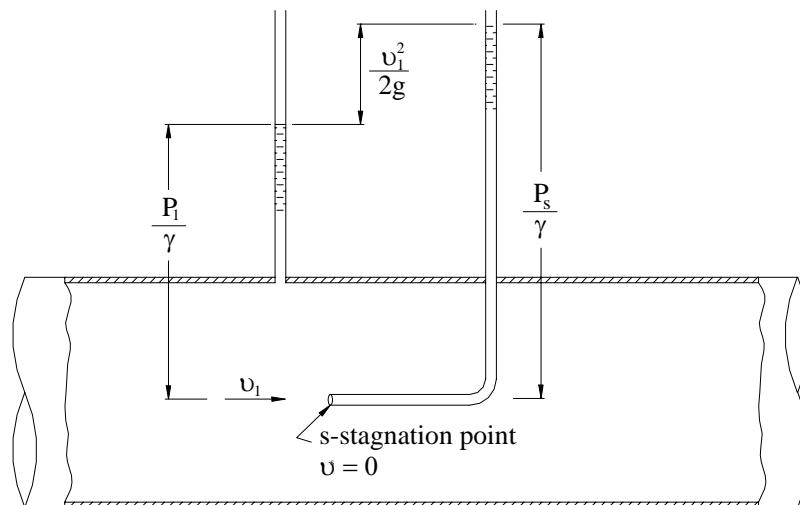 υ₁²
2g
P₁
γ
Pₛ
γ
υ₁
s-stagnation point
υ = 0